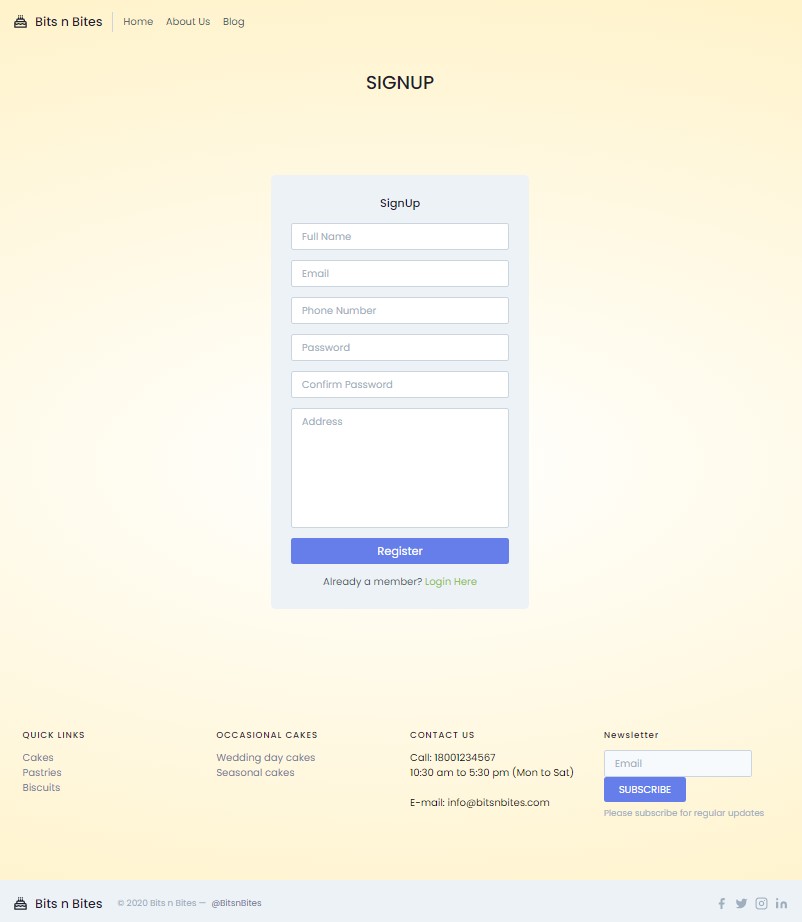 Bits n Bites Home About Us Blog
SIGNUP
SignUp
Full Name
Email
Phone Number
Password
Confirm Password
Address
Register
Already a member? Login Here
QUICK LINKS
Cakes
Pastries
Biscuits
OCCASIONAL CAKES
Wedding day cakes
Seasonal cakes
CONTACT US
Call: 18001234567
10:30 am to 5:30 pm (Mon to Sat)
E-mail: info@bitsnbites.com
Newsletter
Email
SUBSCRIBE
Please subscribe for regular updates
Bits n Bites © 2020 Bits n Bites — @BitsnBites